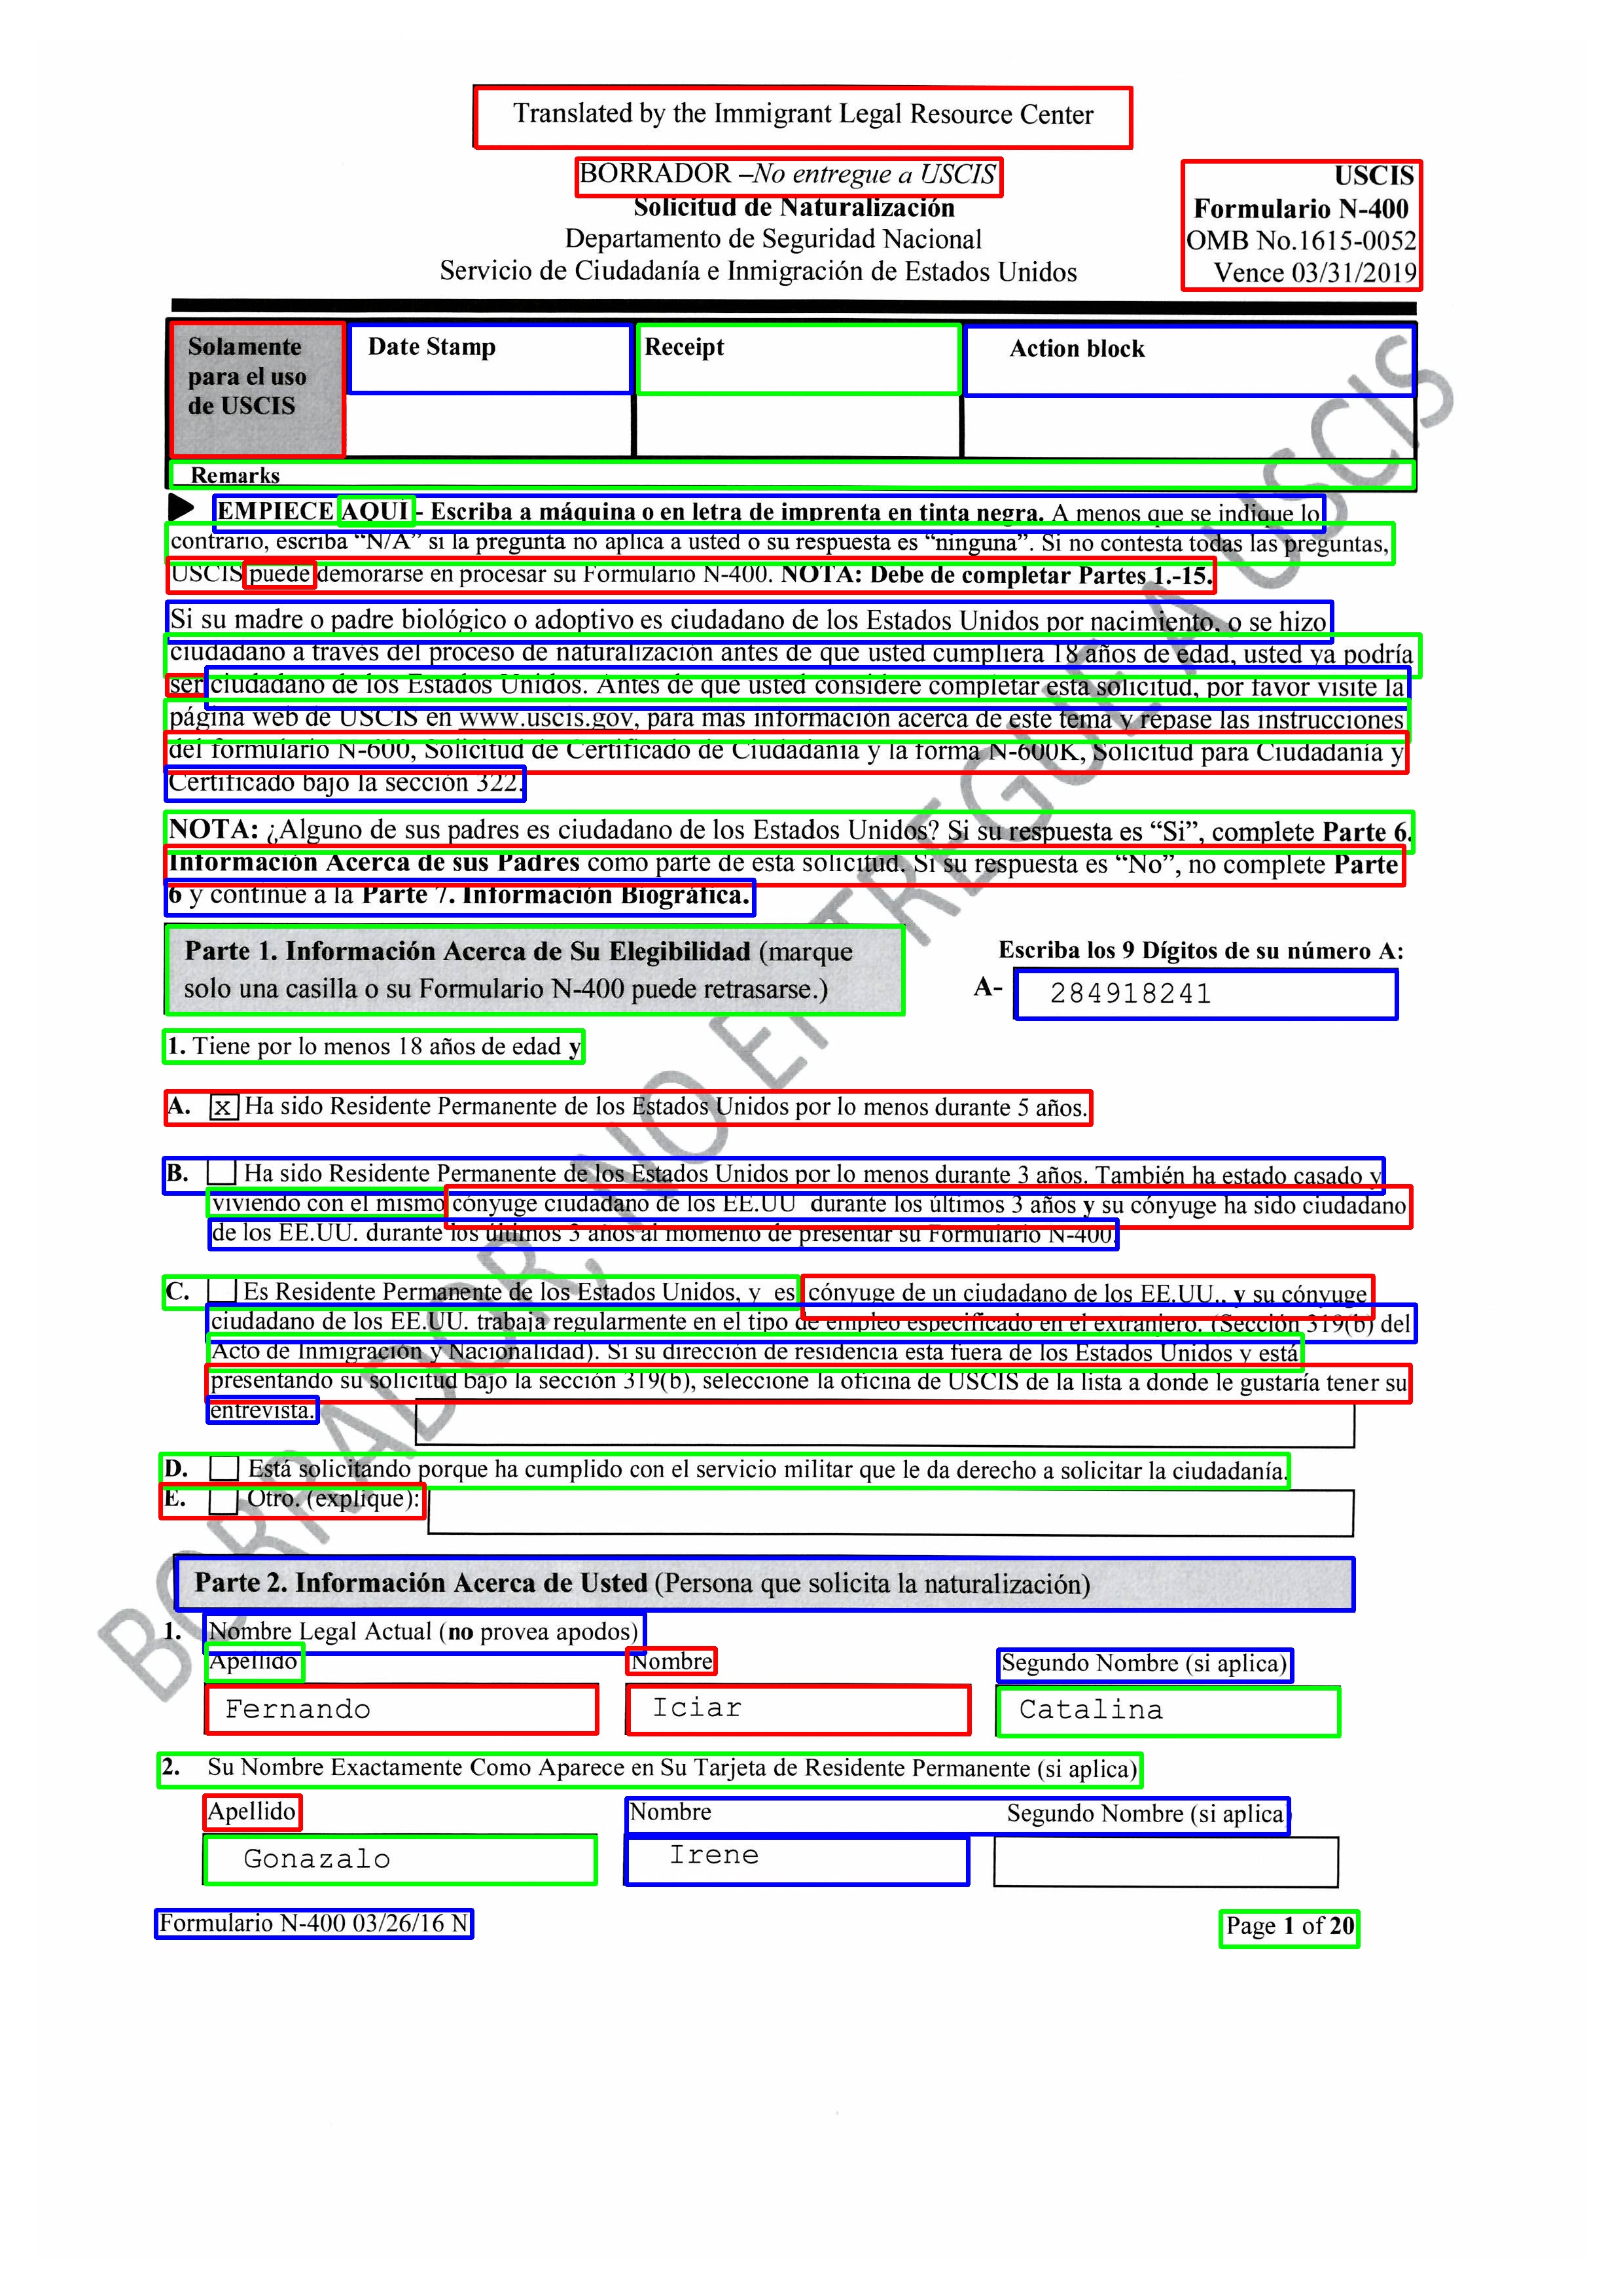 Translated by the Immigrant Legal Resource Center
BORRADOR –No entregue a USCIS
Solicitud de Naturalización
Departamento de Seguridad Nacional
Servicio de Ciudadanía e Inmigración de Estados Unidos
USCIS
Formulario N-400
OMB No.1615-0052
Vence 03/31/2019
Solamente
para el uso
de USCIS
Date Stamp
Receipt
Action block
Remarks
EMPIECE AQUI - Escriba a máquina o en letra de imprenta en tinta negra. A menos que se indique lo
contrario, escriba “N/A” si la pregunta no aplica a usted o su respuesta es “ninguna”. Si no contesta todas las preguntas,
USCIS puede demorarse en procesar su Formulario N-400. NOTA: Debe de completar Partes 1.-15.
Si su madre o padre biológico o adoptivo es ciudadano de los Estados Unidos por nacimiento, o se hizo
ciudadano a través del proceso de naturalización antes de que usted cumpliera 18 años de edad, usted ya podría
ser ciudadano de los Estados Unidos. Antes de que usted considere completar esta solicitud, por favor visite la
página web de USCIS en www.uscis.gov, para más información acerca de este tema y repase las instrucciones
del formulario N-600, Solicitud de Certificado de Ciudadanía y la forma N-600K, Solicitud para Ciudadanía y
Certificado bajo la sección 322.
NOTA: ¿Alguno de sus padres es ciudadano de los Estados Unidos? Si su respuesta es “Si”, complete Parte 6.
Información Acerca de sus Padres como parte de esta solicitud. Si su respuesta es “No”, no complete Parte
6 y continúe a la Parte 7. Información Biográfica.
Parte 1. Información Acerca de Su Elegibilidad (marque
solo una casilla o su Formulario N-400 puede retrasarse.)
Escriba los 9 Dígitos de su número A:
A- 284918241
1. Tiene por lo menos 18 años de edad y
A. x Ha sido Residente Permanente de los Estados Unidos por lo menos durante 5 años.
B. Ha sido Residente Permanente de los Estados Unidos por lo menos durante 3 años. También ha estado casado y
viviendo con el mismo cónyuge ciudadano de los EE.UU durante los últimos 3 años y su cónyuge ha sido ciudadano
de los EE.UU. durante los últimos 3 años al momento de presentar su Formulario N-400.
C. Es Residente Permanente de los Estados Unidos, y es cónyuge de un ciudadano de los EE.UU., y su cónyuge
ciudadano de los EE.UU. trabaja regularmente en el tipo de empleo especificado en el extranjero. (Sección 319(b) del
Acto de Inmigración y Nacionalidad). Si su dirección de residencia esta fuera de los Estados Unidos y está
presentando su solicitud bajo la sección 319(b), seleccione la oficina de USCIS de la lista a donde le gustaría tener su
entrevista.
D. Está solicitando porque ha cumplido con el servicio militar que le da derecho a solicitar la ciudadanía.
E. Otro. (explique):
Parte 2. Información Acerca de Usted (Persona que solicita la naturalización)
1. Nombre Legal Actual (no provea apodos)
Apellido Nombre Segundo Nombre (si aplica)
Fernando Iciar Catalina
2. Su Nombre Exactamente Como Aparece en Su Tarjeta de Residente Permanente (si aplica)
Apellido Nombre Segundo Nombre (si aplica
Gonazalo Irene
Formulario N-400 03/26/16 N
Page 1 of 20
BORRADOR, NO ENTREGUE A USCIS